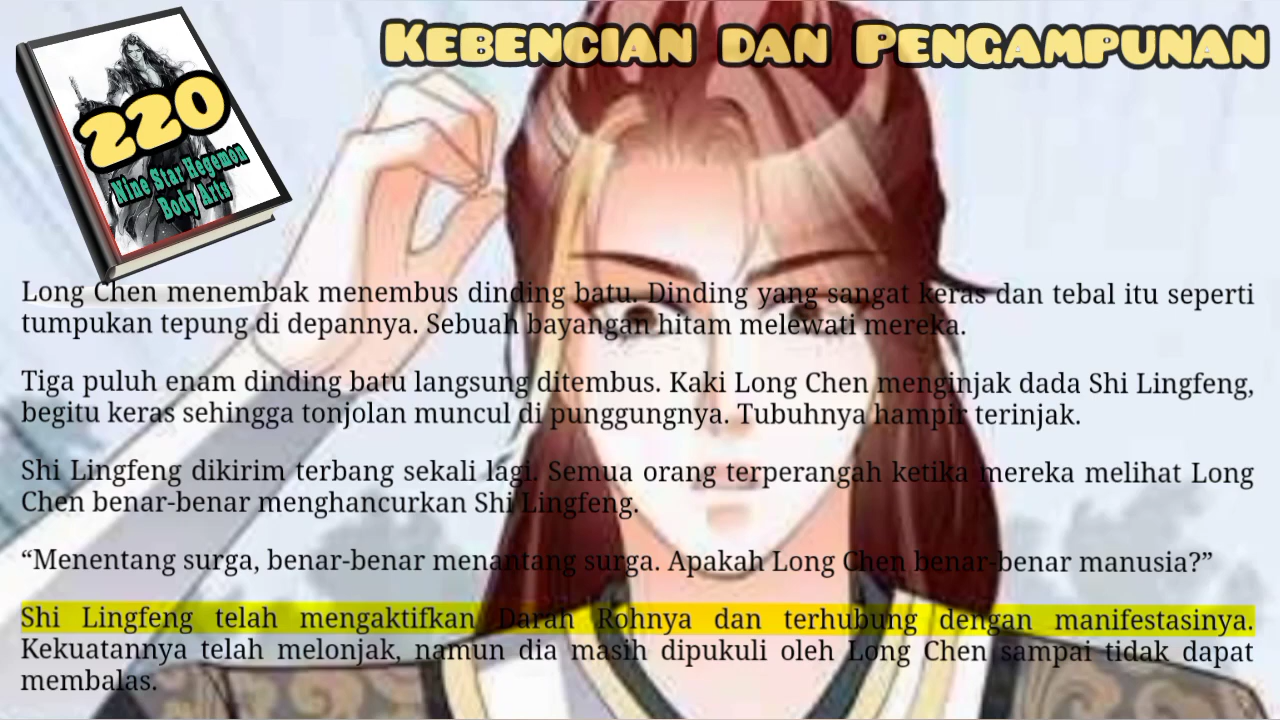 KEBENCIAN DAN PENGAMPUNAN
220
Nine Star Hegemon
Body Arts
Long Chen menembak menembus dinding batu. Dinding yang sangat keras dan tebal itu seperti
tumpukan tepung di depannya. Sebuah bayangan hitam melewati mereka.
Tiga puluh enam dinding batu langsung ditembus. Kaki Long Chen menginjak dada Shi Lingfeng,
begitu keras sehingga tonjolan muncul di punggungnya. Tubuhnya hampir terinjak.
Shi Lingfeng dikirim terbang sekali lagi. Semua orang terperangah ketika mereka melihat Long
Chen benar-benar menghancurkan Shi Lingfeng.
“Menentang surga, benar-benar menantang surga. Apakah Long Chen benar-benar manusia?”
Shi Lingfeng telah mengaktifkan Darah Rohnya dan terhubung dengan manifestasinya.
Kekuatannya telah melonjak, namun dia masih dipukuli oleh Long Chen sampai tidak dapat
membalas.